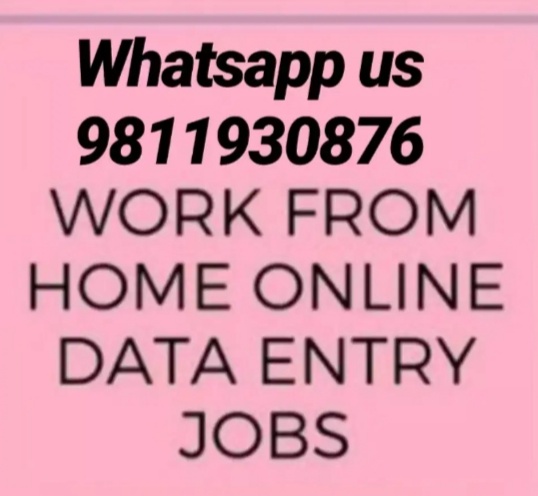 Whatsapp us
9811930876
WORK FROM
HOME ONLINE
DATA ENTRY
JOBS